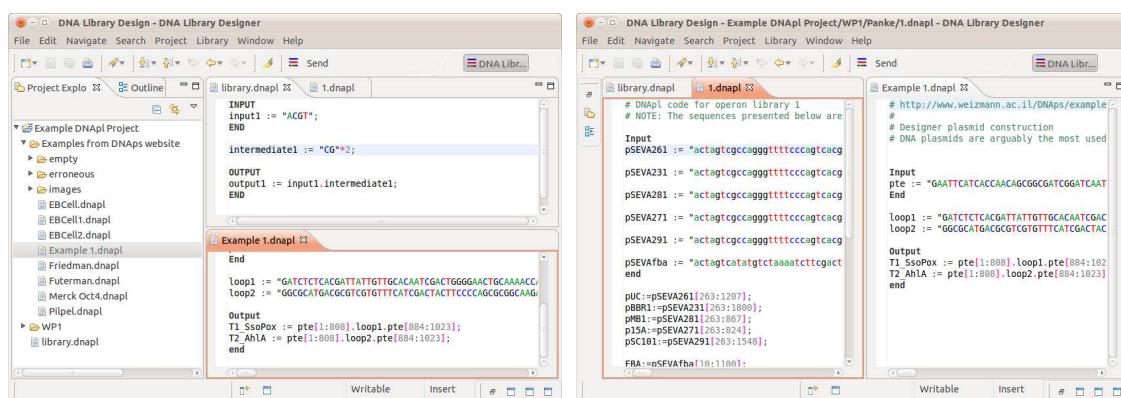 DNA Library Design - DNA Library Designer
File Edit Navigate Search Project Library Window Help
Send
DNA Libr...
Project Explo
Outline
Example DNApl Project
Examples from DNAps website
empty
erroneous
images
EBCell.dnapl
EBCell1.dnapl
EBCell2.dnapl
Example 1.dnapl
Friedman.dnapl
Futerman.dnapl
Merck Oct4.dnapl
Pilpel.dnapl
WP1
library.dnapl
library.dnapl
1.dnapl
INPUT
input1 := "ACGT";
END
intermediate1 := "CG"*2;
OUTPUT
output1 := input1.intermediate1;
END
Example 1.dnapl
End
loop1 := "GATCTCTCACGATTATTGTTGCACAATCGACTGGGGAACTGCAAAACCA
loop2 := "GGCGCATGACGCGTCGTGTTTCATCGACTACTTCCCCAGCGCGGCAAG
Output
T1_SsoPox := pte[1:808].loop1.pte[884:1023];
T2_AhlA := pte[1:808].loop2.pte[884:1023];
end
Writable
Insert
DNA Library Design - Example DNApl Project/WP1/Panke/1.dnapl - DNA Library Designer
File Edit Navigate Search Project Library Window Help
Send
DNA Libr...
library.dnapl
1.dnapl
# DNApl code for operon library 1
# NOTE: The sequences presented below are
Input
pSEVA261 := "actagtcgccagggttttcccagtcacg
pSEVA231 := "actagtcgccagggttttcccagtcacg
pSEVA281 := "actagtcgccagggttttcccagtcacg
pSEVA271 := "actagtcgccagggttttcccagtcacg
pSEVA291 := "actagtcgccagggttttcccagtcacg
pSEVAfba := "actagtcatatgtctaaaatcttcgact
end
pUC:=pSEVA261[263:1207];
pBBR1:=pSEVA231[263:1800];
pMB1:=pSEVA281[263:867];
p15A:=pSEVA271[263:824];
pSC101:=pSEVA291[263:1548];
FBA:=pSEVAfba[10:1100];
Example 1.dnapl
# http://www.weizmann.ac.il/DNAps/example
#
# Designer plasmid construction
# DNA plasmids are arguably the most used
Input
pte := "GAATTCATCACCAACAGCGGCGATCGGATCAAT
End
loop1 := "GATCTCTCACGATTATTGTTGCACAATCGAC
loop2 := "GGCGCATGACGCGTCGTGTTTCATCGACTAC
Output
T1_SsoPox := pte[1:808].loop1.pte[884:102
T2_AhlA := pte[1:808].loop2.pte[884:1023]
end
Writable
Insert